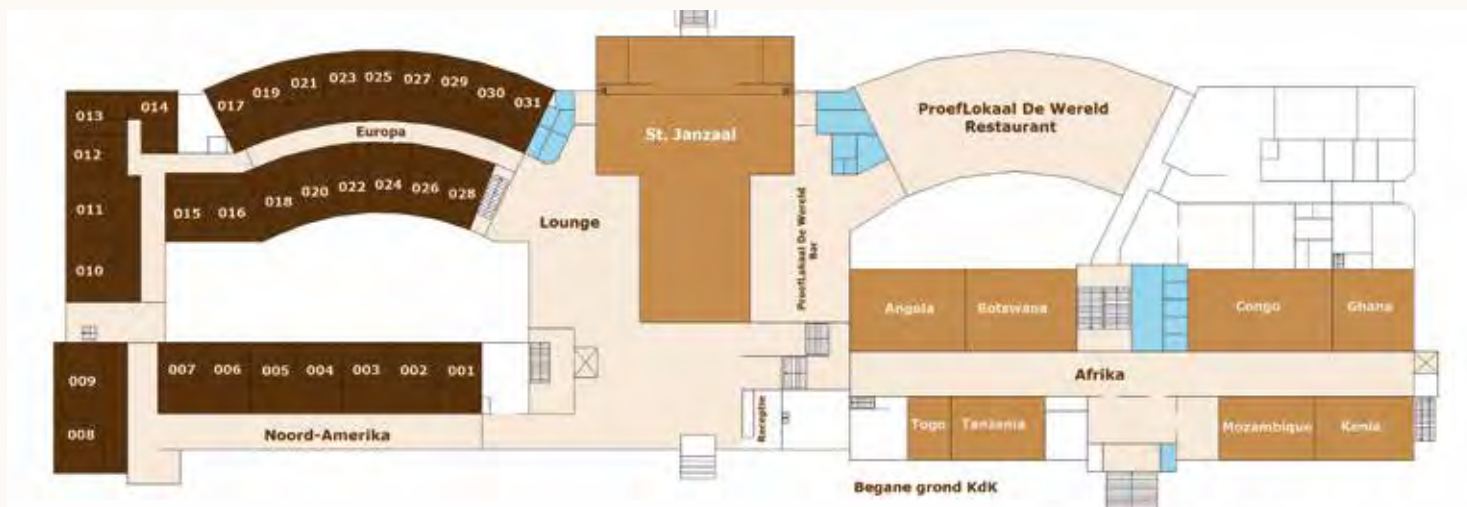 013
014
017
019
021
023
025
027
029
030
031
012
Europa
011
015
016
018
020
022
024
026
028
010
Lounge
St. Janzaal
ProefLokaal De Wereld
Bar
ProefLokaal De Wereld
Restaurant
Angola
Botswana
Congo
Ghana
009
007
006
005
004
003
002
001
008
Noord-Amerika
Receptie
Afrika
Togo
Tanzania
Mozambique
Kenia
Begane grond KdK